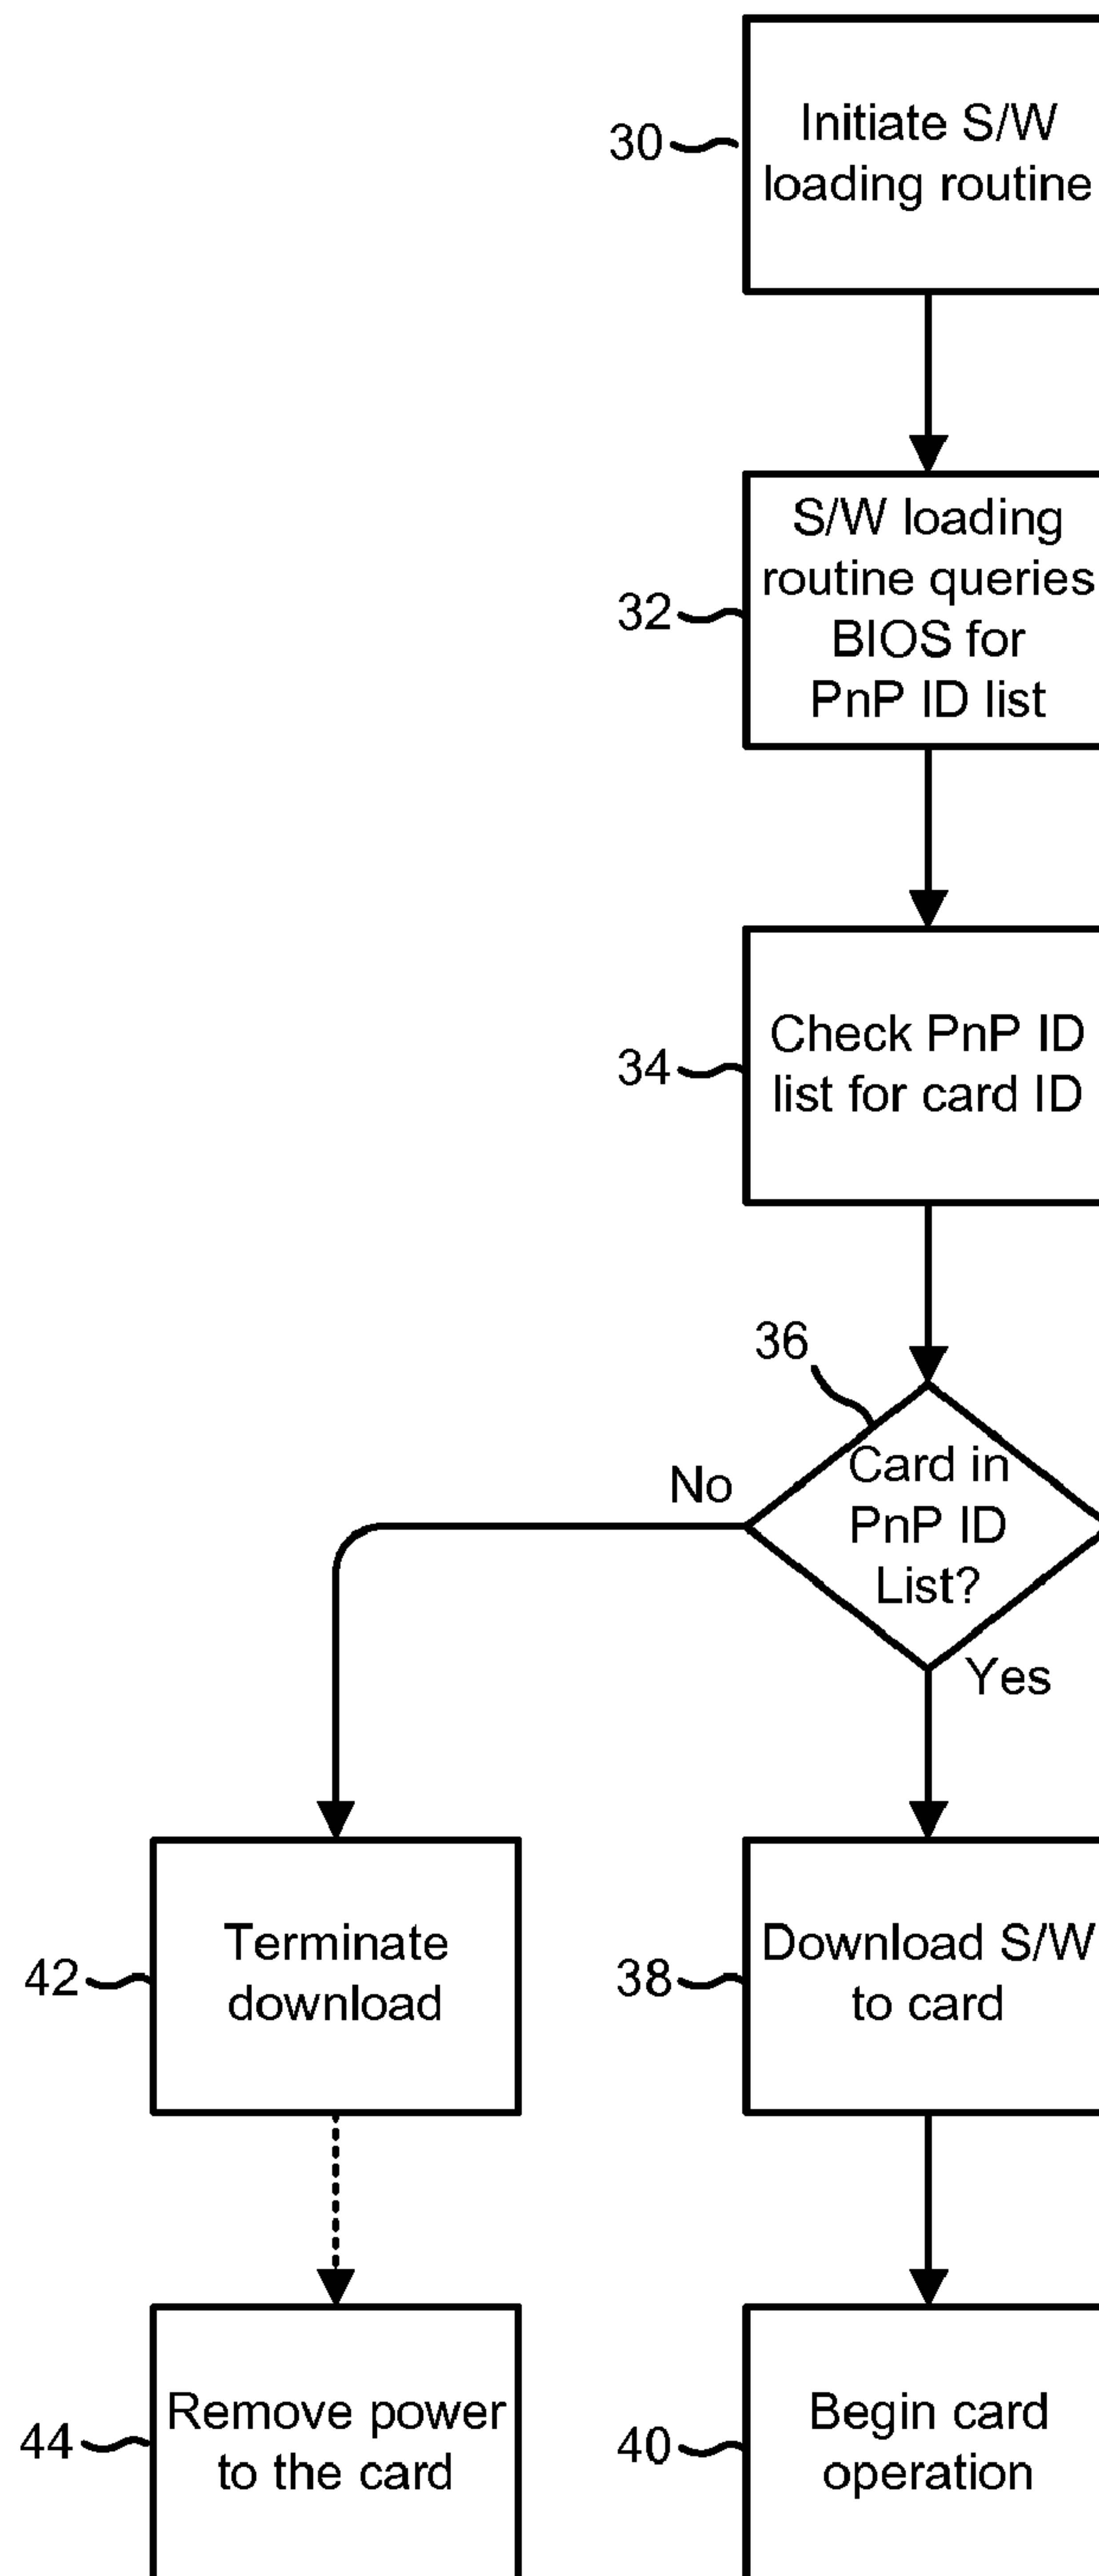 30
Initiate S/W
loading routine
32
S/W loading
routine queries
BIOS for
PnP ID list
34
Check PnP ID
list for card ID
36
Card in
PnP ID
List?
No
Yes
42
Terminate
download
38
Download S/W
to card
44
Remove power
to the card
40
Begin card
operation